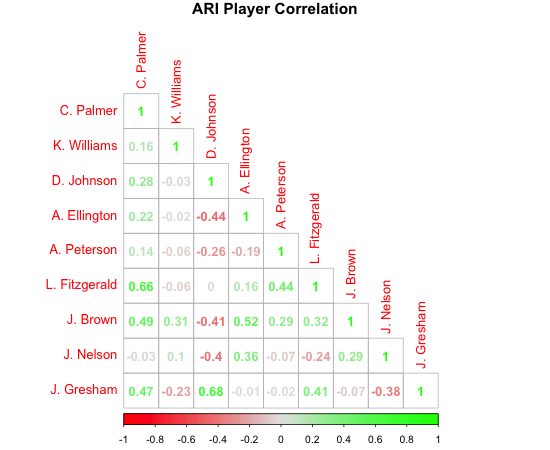 ARI Player Correlation
C. Palmer
K. Williams
D. Johnson
A. Ellington
A. Peterson
L. Fitzgerald
J. Brown
J. Nelson
J. Gresham
C. Palmer 1
K. Williams 0.16 1
D. Johnson 0.28 -0.03 1
A. Ellington 0.22 -0.02 -0.44 1
A. Peterson 0.14 -0.06 -0.26 -0.19 1
L. Fitzgerald 0.66 -0.06 0 0.16 0.44 1
J. Brown 0.49 0.31 -0.41 0.52 0.29 0.32 1
J. Nelson -0.03 0.1 -0.4 0.36 -0.07 -0.24 0.29 1
J. Gresham 0.47 -0.23 0.68 -0.01 -0.02 0.41 -0.07 -0.38 1
-1 -0.8 -0.6 -0.4 -0.2 0 0.2 0.4 0.6 0.8 1